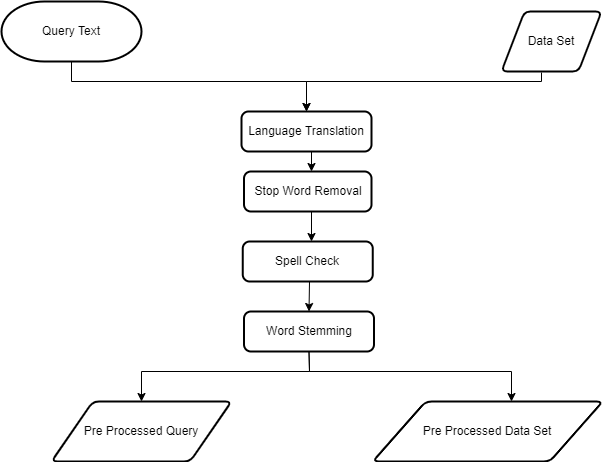 Query Text
Data Set
Language Translation
Stop Word Removal
Spell Check
Word Stemming
Pre Processed Query
Pre Processed Data Set